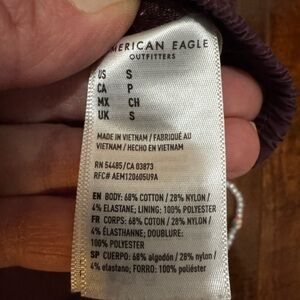 AMERICAN EAGLE
OUTFITTERS
US S
CA P
MX CH
UK S
MADE IN VIETNAM / FABRIQUÉ AU
VIETNAM / HECHO EN VIETNAM
RN 54485/CA 03873
RFC# AEM120605U9A
EN BODY: 68% COTTON / 28% NYLON /
4% ELASTANE; LINING: 100% POLYESTER
FR CORPS: 68% COTON / 28% NYLON /
4% ÉLASTHANNE; DOUBLURE:
100% POLYESTER
SP CUERPO: 68% algodón / 28% nylon /
4% elastano; FORRO: 100% poliéster